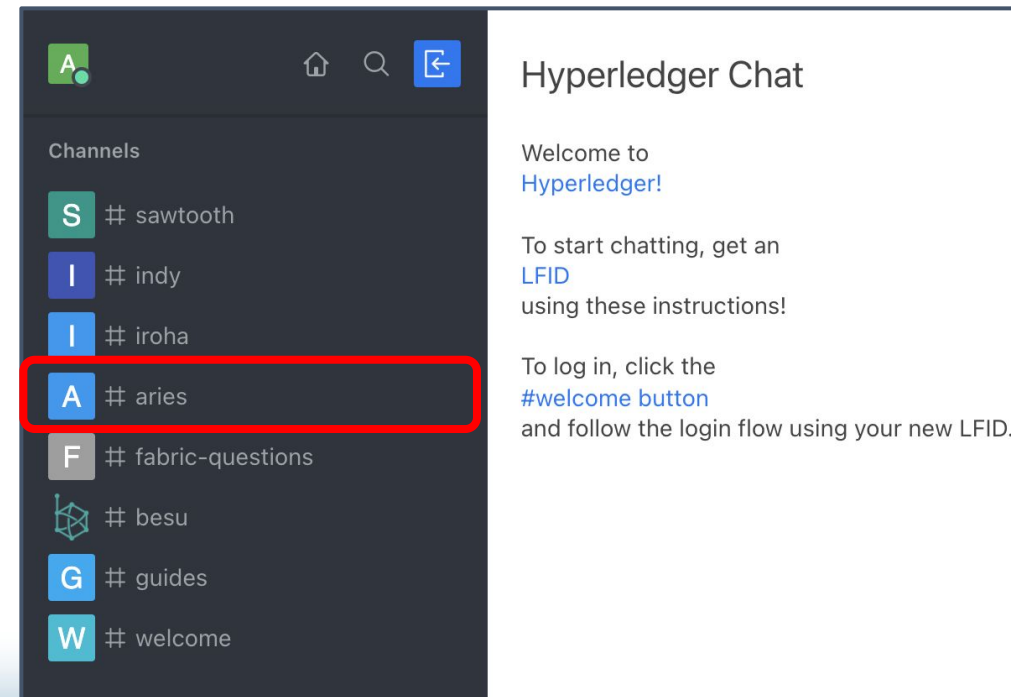 A
Channels
S # sawtooth
I # indy
I # iroha
A # aries
F # fabric-questions
# besu
G # guides
W # welcome
Hyperledger Chat
Welcome to
Hyperledger!
To start chatting, get an
LFID
using these instructions!
To log in, click the
#welcome button
and follow the login flow using your new LFID.